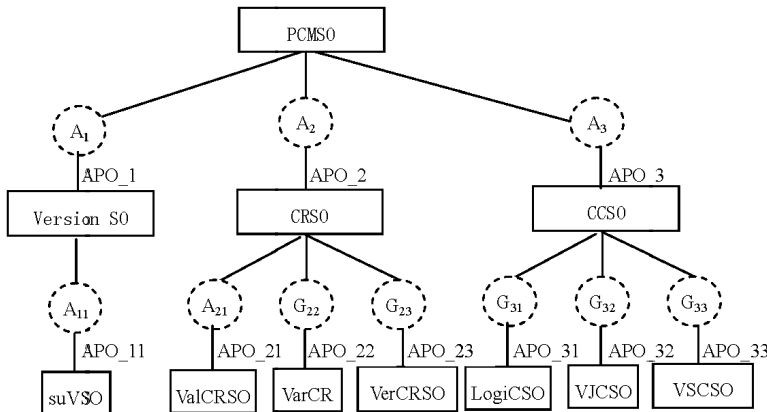 PCMSO
A1 A2 A3
APO_1 APO_2 APO_3
Version SO CRSO CCSO
A11 A21 G22 G23 G31 G32 G33
APO_11 APO_21 APO_22 APO_23 APO_31 APO_32 APO_33
suVSO ValCRSO VarCR VerCRSO LogiCSO VJCSO VSCSO